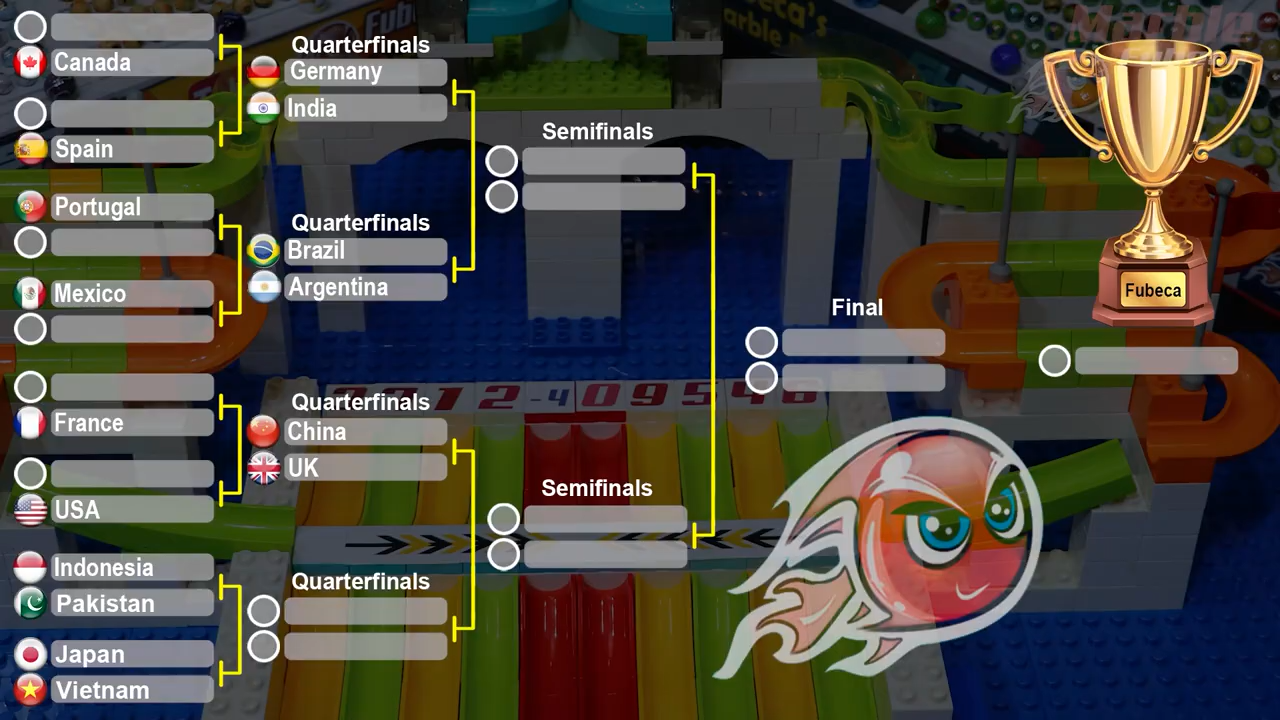 Canada
Spain
Portugal
Mexico
France
USA
Indonesia
Pakistan
Japan
Vietnam
Quarterfinals
Germany
India
Quarterfinals
Brazil
Argentina
Quarterfinals
China
UK
Quarterfinals
Semifinals
Semifinals
Final
Fubeca